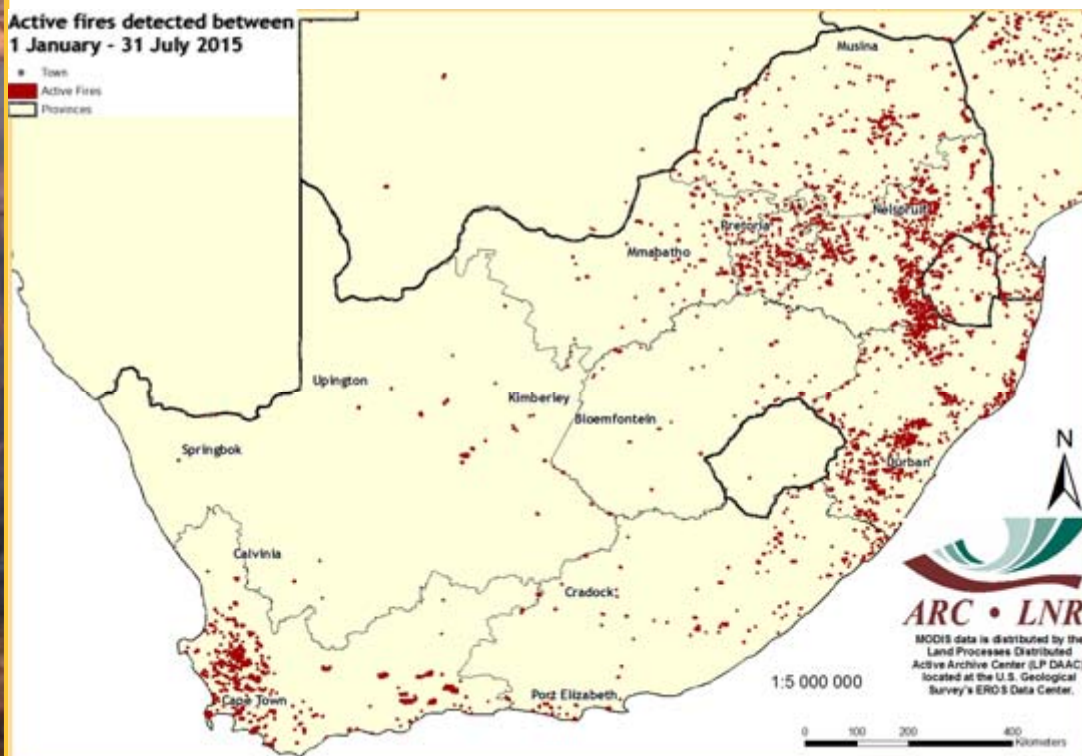 Active fires detected between
1 January - 31 July 2015
Town
Active Fires
Provinces
Musina
Nelspruit
Pretoria
Mmabatho
Upington
Kimberley
Bloemfontein
Springbok
Durban
N
Calvinia
Cradock
ARC • LNR
MODIS data is distributed by the
Land Processes Distributed
Active Archive Center (LP DAAC)
located at the U.S. Geological
Survey's EROS Data Center.
1:5 000 000
Port Elizabeth
Cape Town
0 100 200 400
Kilometers